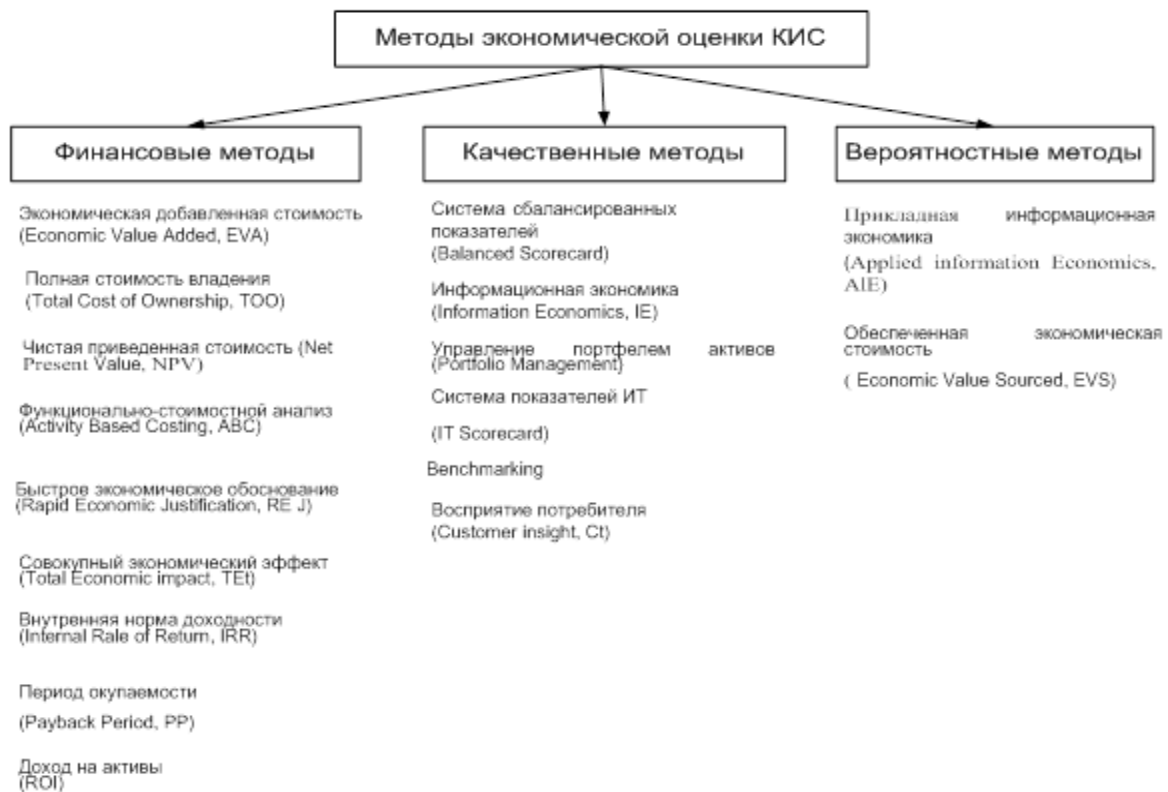 Методы экономической оценки КИС
Финансовые методы
Экономическая добавленная стоимость
(Economic Value Added, EVA)
Полная стоимость владения
(Total Cost of Ownership, TOO)
Чистая приведенная стоимость (Net
Present Value, NPV)
Функционально-стоимостной анализ
(Activity Based Costing, ABC)
Быстрое экономическое обоснование
(Rapid Economic Justification, RE J)
Совокупный экономический эффект
(Total Economic impact, TEt)
Внутренняя норма доходности
(Internal Rale of Return, IRR)
Период окупаемости
(Payback Period, PP)
Доход на активы
(ROI)
Качественные методы
Система сбалансированных
показателей
(Balanced Scorecard)
Информационная экономика
(Information Economics, IE)
Управление портфелем активов
(Portfolio Management)
Система показателей ИТ
(IT Scorecard)
Benchmarking
Восприятие потребителя
(Customer insight, Ct)
Вероятностные методы
Прикладная информационная
экономика
(Applied information Economics,
AIE)
Обеспеченная экономическая
стоимость
( Economic Value Sourced, EVS)